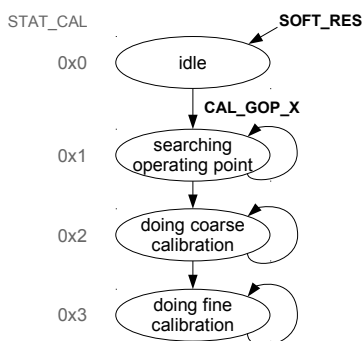 STAT_CAL
SOFT_RES
0x0
idle
CAL_GOP_X
0x1
searching
operating point
0x2
doing coarse
calibration
0x3
doing fine
calibration